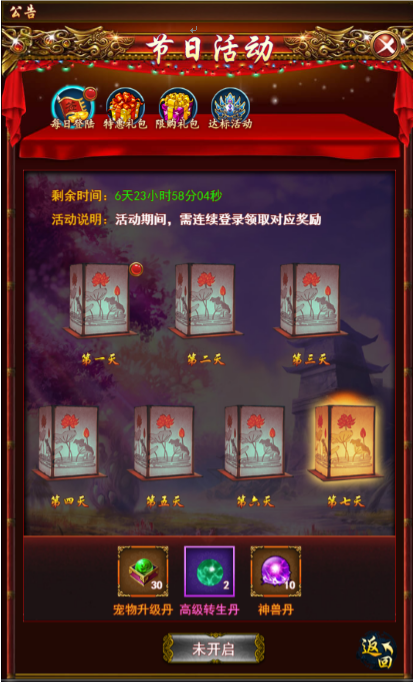 公告
节日活动
每日登陆 特惠礼包 限购礼包 达标活动
剩余时间：6天23小时58分04秒
活动说明：活动期间，需连续登录领取对应奖励
第一天 第二天 第三天
第四天 第五天 第六天 第七天
30 2 10
宠物升级丹 高级转生丹 神兽丹
未开启
返回